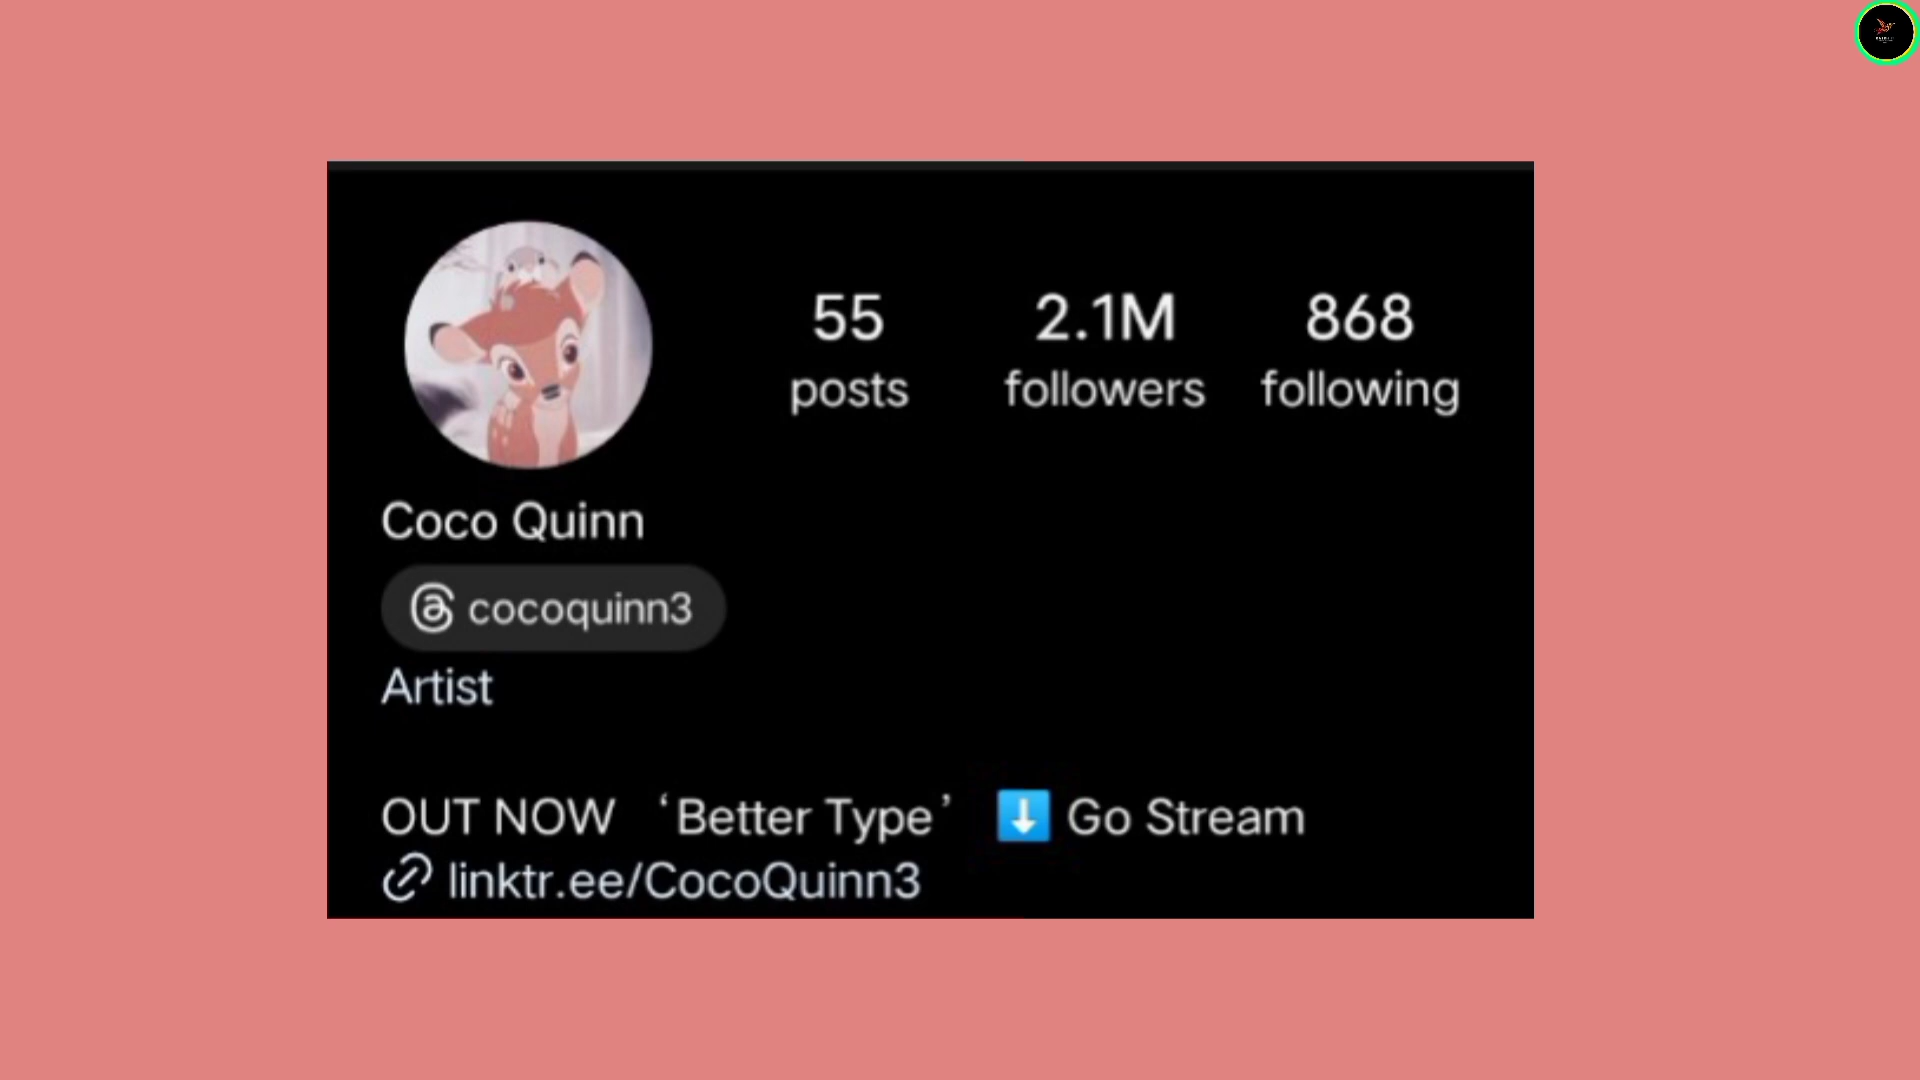 55 2.1M 868
posts followers following
Coco Quinn
cocoquinn3
Artist
OUT NOW ‘Better Type’ ⬇️ Go Stream
linktr.ee/CocoQuinn3